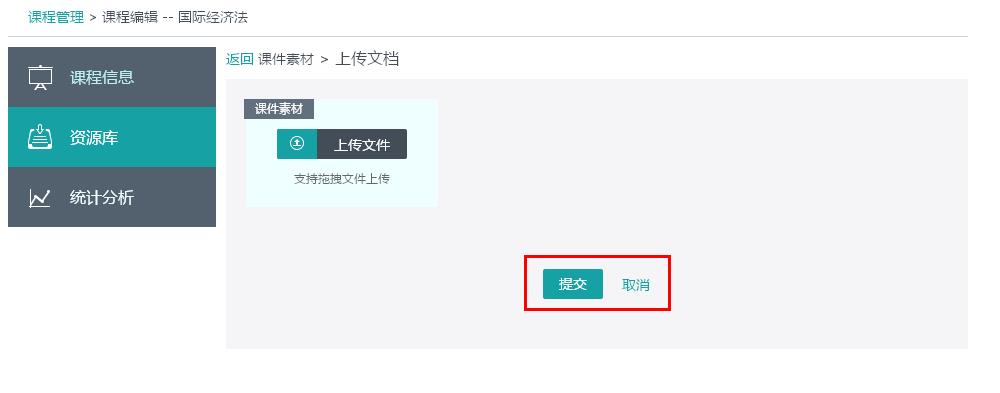 课程管理 > 课程编辑 -- 国际经济法
课程信息
资源库
统计分析
返回 课件素材 > 上传文档
课件素材
上传文件
支持拖拽文件上传
提交 取消